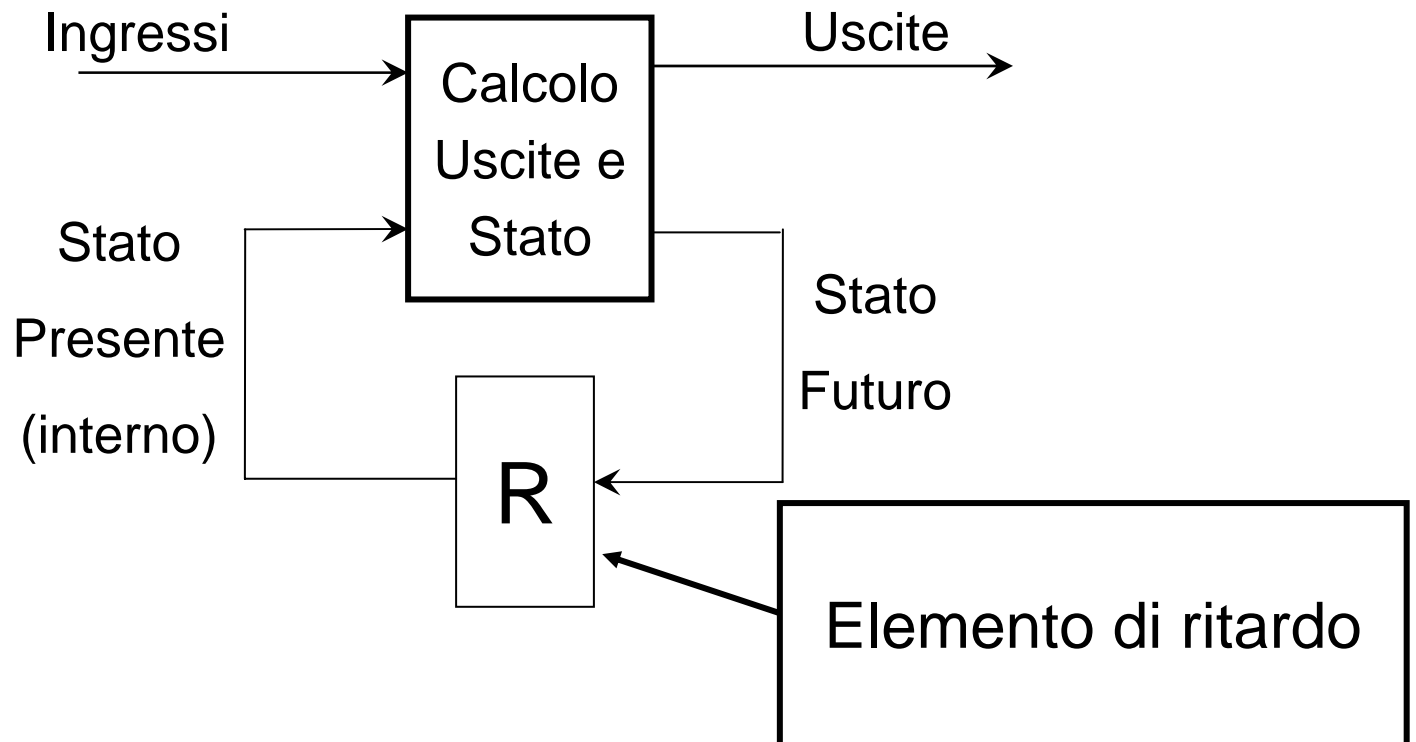 Ingressi
Uscite
Calcolo
Uscite e
Stato
Stato
Presente
(interno)
Stato
Futuro
R
Elemento di ritardo